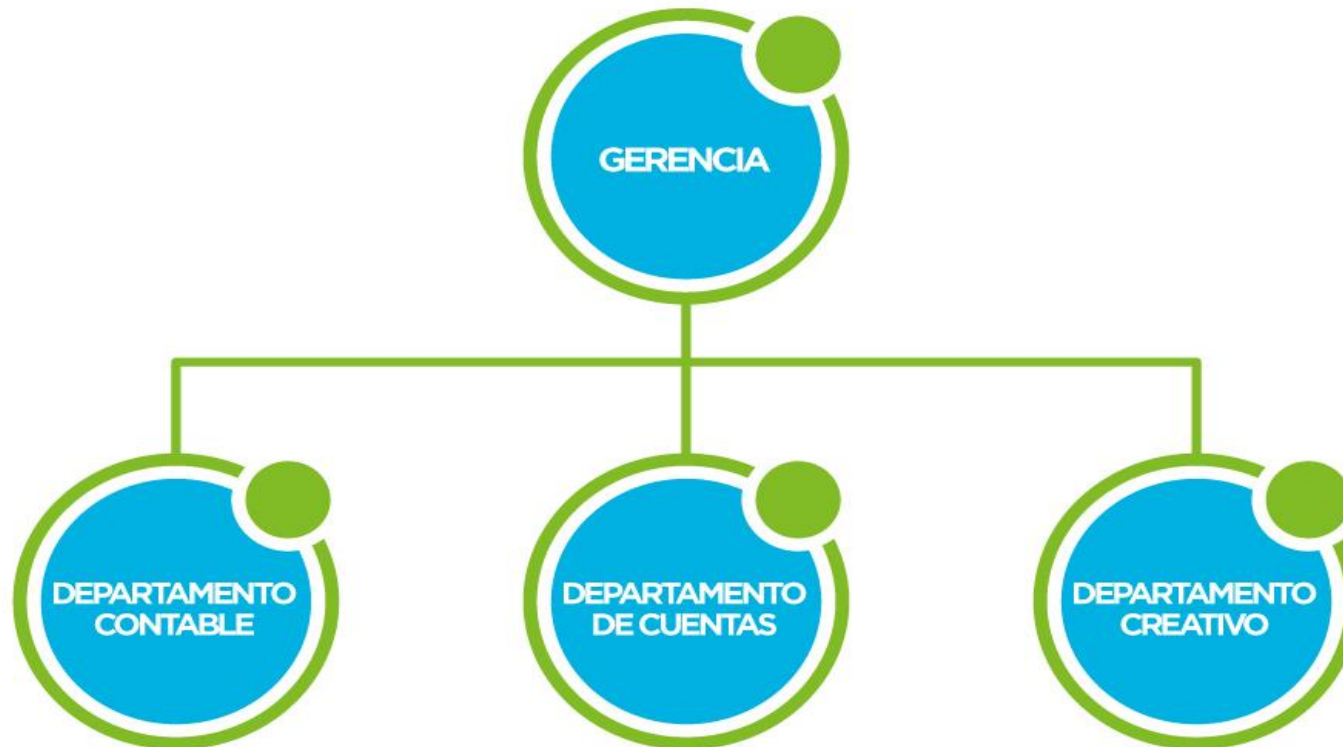 GERENCIA
DEPARTAMENTO
CONTABLE
DEPARTAMENTO
DE CUENTAS
DEPARTAMENTO
CREATIVO